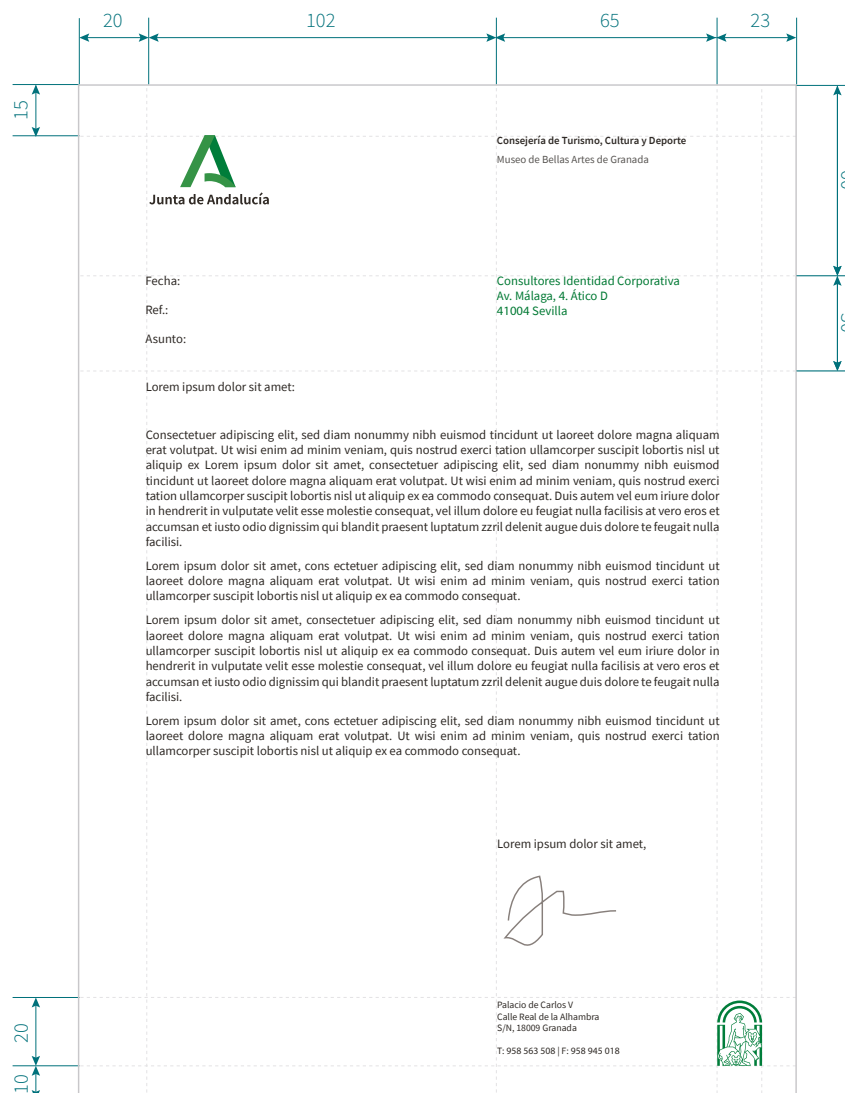 20 102 65 23
15
Consejería de Turismo, Cultura y Deporte
Museo de Bellas Artes de Granada
Junta de Andalucía
Fecha:
Ref.:
Asunto:
Consultores Identidad Corporativa
Av. Málaga, 4. Ático D
41004 Sevilla
Lorem ipsum dolor sit amet:
Consectetuer adipiscing elit, sed diam nonummy nibh euismod tincidunt ut laoreet dolore magna aliquam
erat volutpat. Ut wisi enim ad minim veniam, quis nostrud exerci tation ullamcorper suscipit lobortis nisl ut
aliquip ex Lorem ipsum dolor sit amet, consectetuer adipiscing elit, sed diam nonummy nibh euismod
tincidunt ut laoreet dolore magna aliquam erat volutpat. Ut wisi enim ad minim veniam, quis nostrud exerci
tation ullamcorper suscipit lobortis nisl ut aliquip ex ea commodo consequat. Duis autem vel eum iriure dolor
in hendrerit in vulputate velit esse molestie consequat, vel illum dolore eu feugiat nulla facilisis at vero eros et
accumsan et iusto odio dignissim qui blandit praesent luptatum zzril delenit augue duis dolore te feugait nulla
facilisi.
Lorem ipsum dolor sit amet, cons ectetuer adipiscing elit, sed diam nonummy nibh euismod tincidunt ut
laoreet dolore magna aliquam erat volutpat. Ut wisi enim ad minim veniam, quis nostrud exerci tation
ullamcorper suscipit lobortis nisl ut aliquip ex ea commodo consequat.
Lorem ipsum dolor sit amet, consectetuer adipiscing elit, sed diam nonummy nibh euismod tincidunt ut
laoreet dolore magna aliquam erat volutpat. Ut wisi enim ad minim veniam, quis nostrud exerci tation
ullamcorper suscipit lobortis nisl ut aliquip ex ea commodo consequat. Duis autem vel eum iriure dolor in
hendrerit in vulputate velit esse molestie consequat, vel illum dolore eu feugiat nulla facilisis at vero eros et
accumsan et iusto odio dignissim qui blandit praesent luptatum zzril delenit augue duis dolore te feugait nulla
facilisi.
Lorem ipsum dolor sit amet, cons ectetuer adipiscing elit, sed diam nonummy nibh euismod tincidunt ut
laoreet dolore magna aliquam erat volutpat. Ut wisi enim ad minim veniam, quis nostrud exerci tation
ullamcorper suscipit lobortis nisl ut aliquip ex ea commodo consequat.
Lorem ipsum dolor sit amet,
20
Palacio de Carlos V
Calle Real de la Alhambra
S/N, 18009 Granada
T: 958 563 508 | F: 958 945 018
10